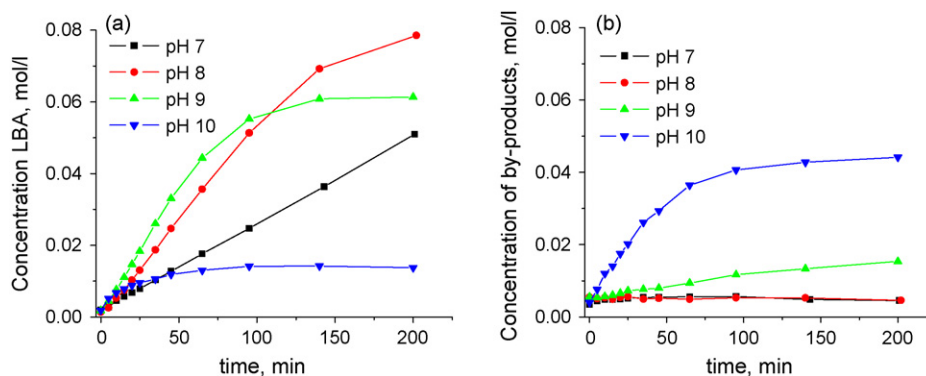 (a)
Concentration LBA, mol/l
0.08
0.06
0.04
0.02
0.00
pH 7
pH 8
pH 9
pH 10
0 50 100 150 200
time, min
(b)
Concentration of by-products, mol/l
0.08
0.06
0.04
0.02
0.00
pH 7
pH 8
pH 9
pH 10
0 50 100 150 200
time, min